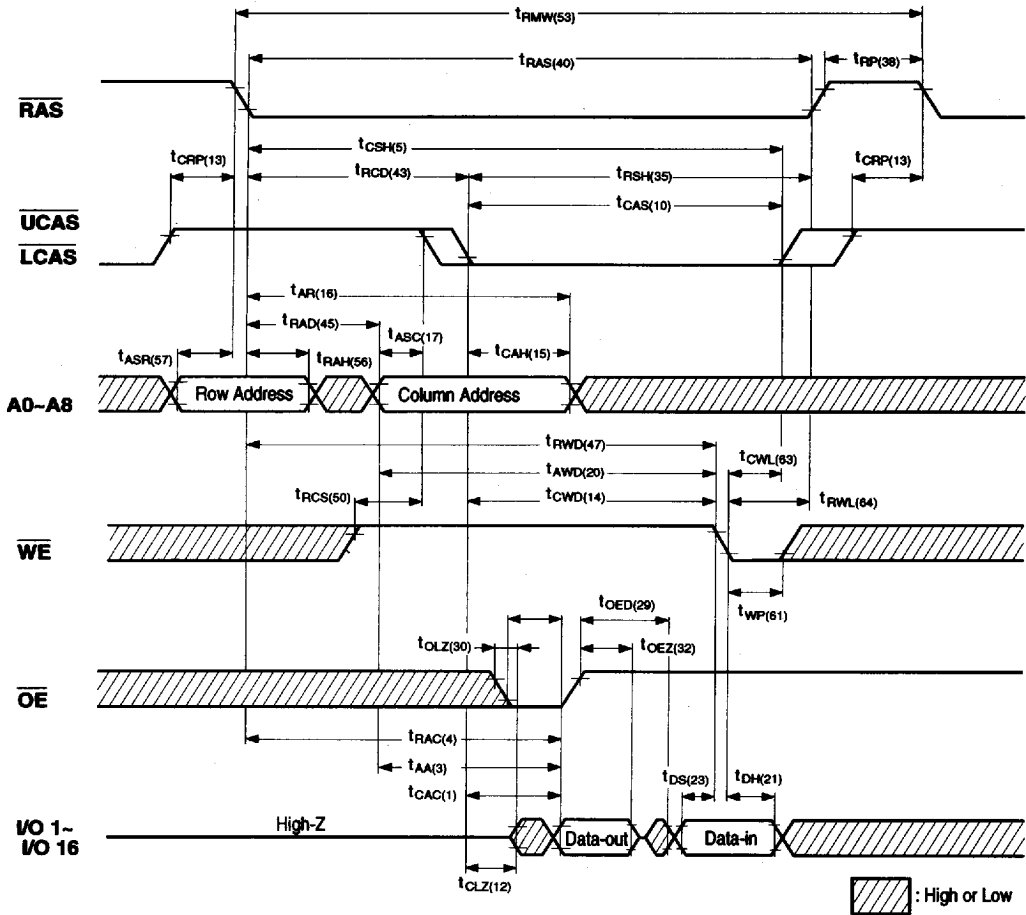 tRMW(53)
tRAS(40)
tRP(38)
RAS
tCSH(5)
tCRP(13)
tRCD(43)
tRSH(35)
tCRP(13)
tCAS(10)
UCAS
LCAS
tAR(16)
tRAD(45)
tASC(17)
tASR(57)
tRAH(56)
tCAH(15)
A0~A8
Row Address
Column Address
tRWD(47)
tCWL(63)
tAWD(20)
tRCS(50)
tCWD(14)
tRWL(64)
WE
tWP(61)
tOED(29)
tOLZ(30)
tOEZ(32)
OE
tRAC(4)
tAA(3)
tDS(23)
tDH(21)
tCAC(1)
I/O 1~
I/O 16
High-Z
Data-out
Data-in
tCLZ(12)
: High or Low